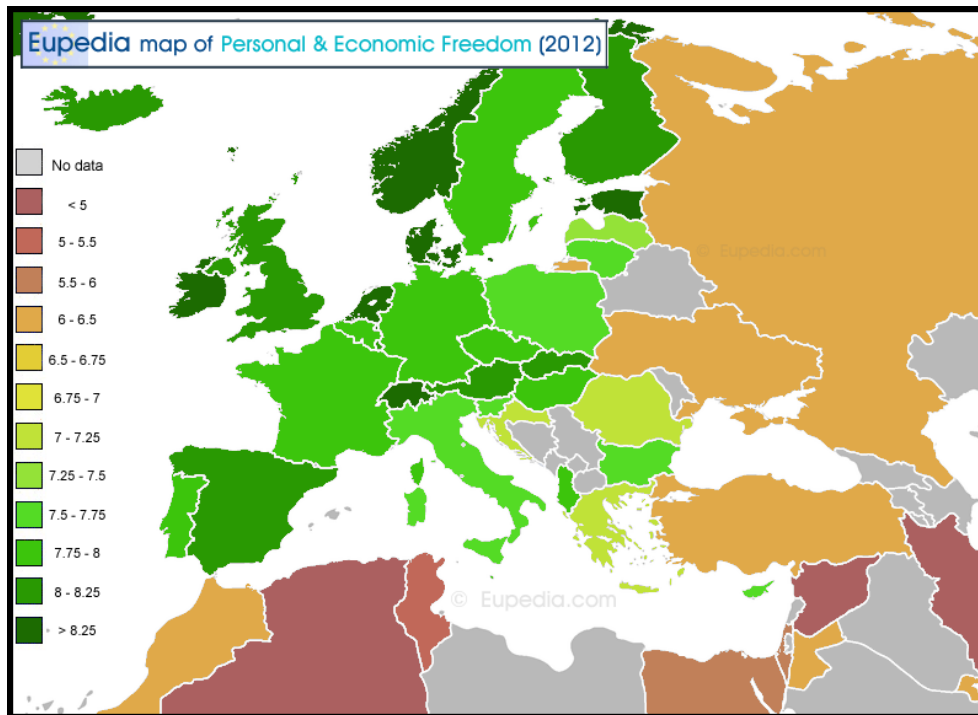 Eupedia map of Personal & Economic Freedom (2012)
No data
< 5
5 - 5.5
5.5 - 6
6 - 6.5
6.5 - 6.75
6.75 - 7
7 - 7.25
7.25 - 7.5
7.5 - 7.75
7.75 - 8
8 - 8.25
> 8.25
© Eupedia.com
© Eupedia.com